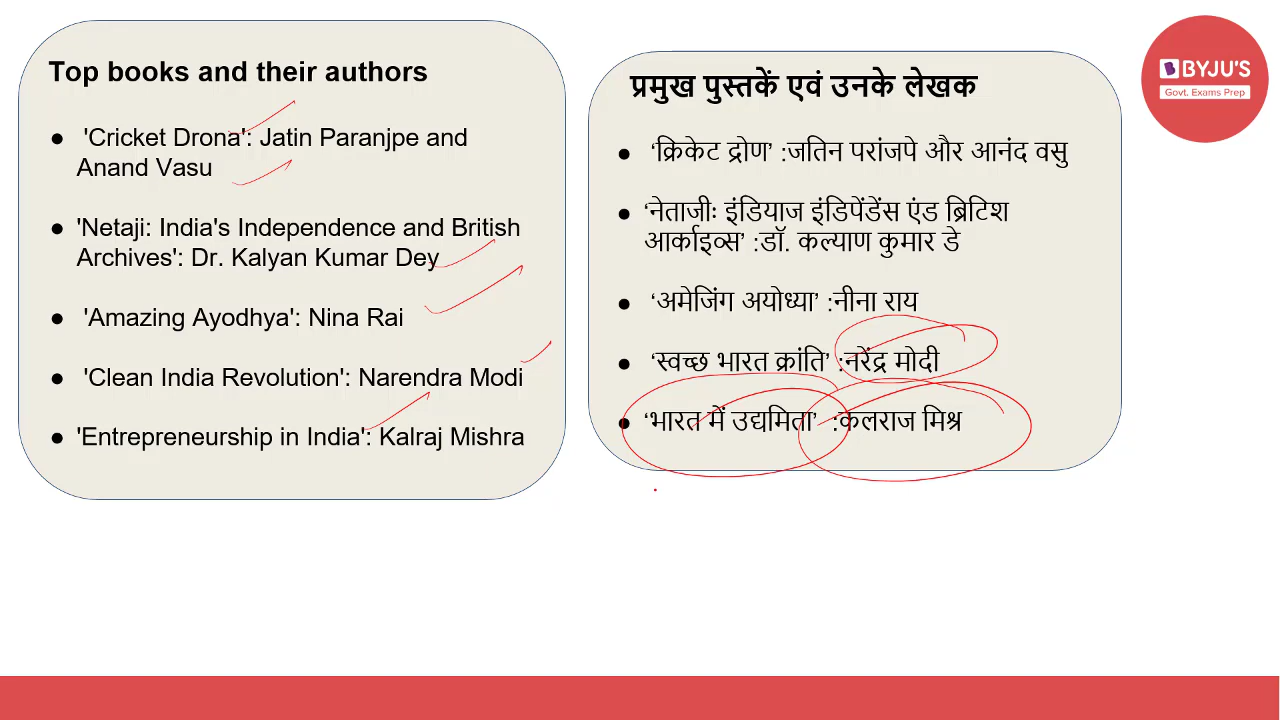 Top books and their authors
● 'Cricket Drona': Jatin Paranjpe and
Anand Vasu
● 'Netaji: India's Independence and British
Archives': Dr. Kalyan Kumar Dey
● 'Amazing Ayodhya': Nina Rai
● 'Clean India Revolution': Narendra Modi
● 'Entrepreneurship in India': Kalraj Mishra
प्रमुख पुस्तकें एवं उनके लेखक
● ‘क्रिकेट द्रोण’ :जतिन परांजपे और आनंद वसु
● ‘नेताजीः इंडियाज इंडिपेंडेंस एंड ब्रिटिश
आर्काइव्स’ :डॉ. कल्याण कुमार डे
● ‘अमेजिंग अयोध्या’ :नीना राय
● ‘स्वच्छ भारत क्रांति’ :नरेंद्र मोदी
● ‘भारत में उद्यमिता’ :कलराज मिश्र
BYJU'S
Govt. Exams Prep